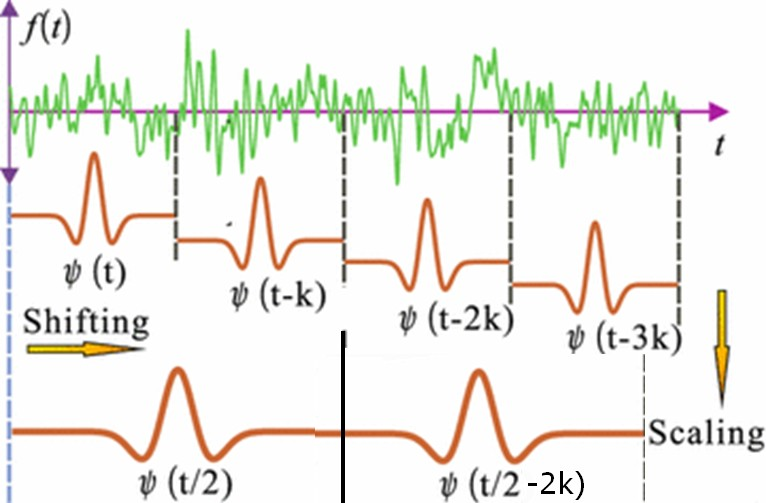 f(t)
t
ψ (t)
ψ (t-k)
ψ (t-2k)
ψ (t-3k)
Shifting
Scaling
ψ (t/2)
ψ (t/2 -2k)